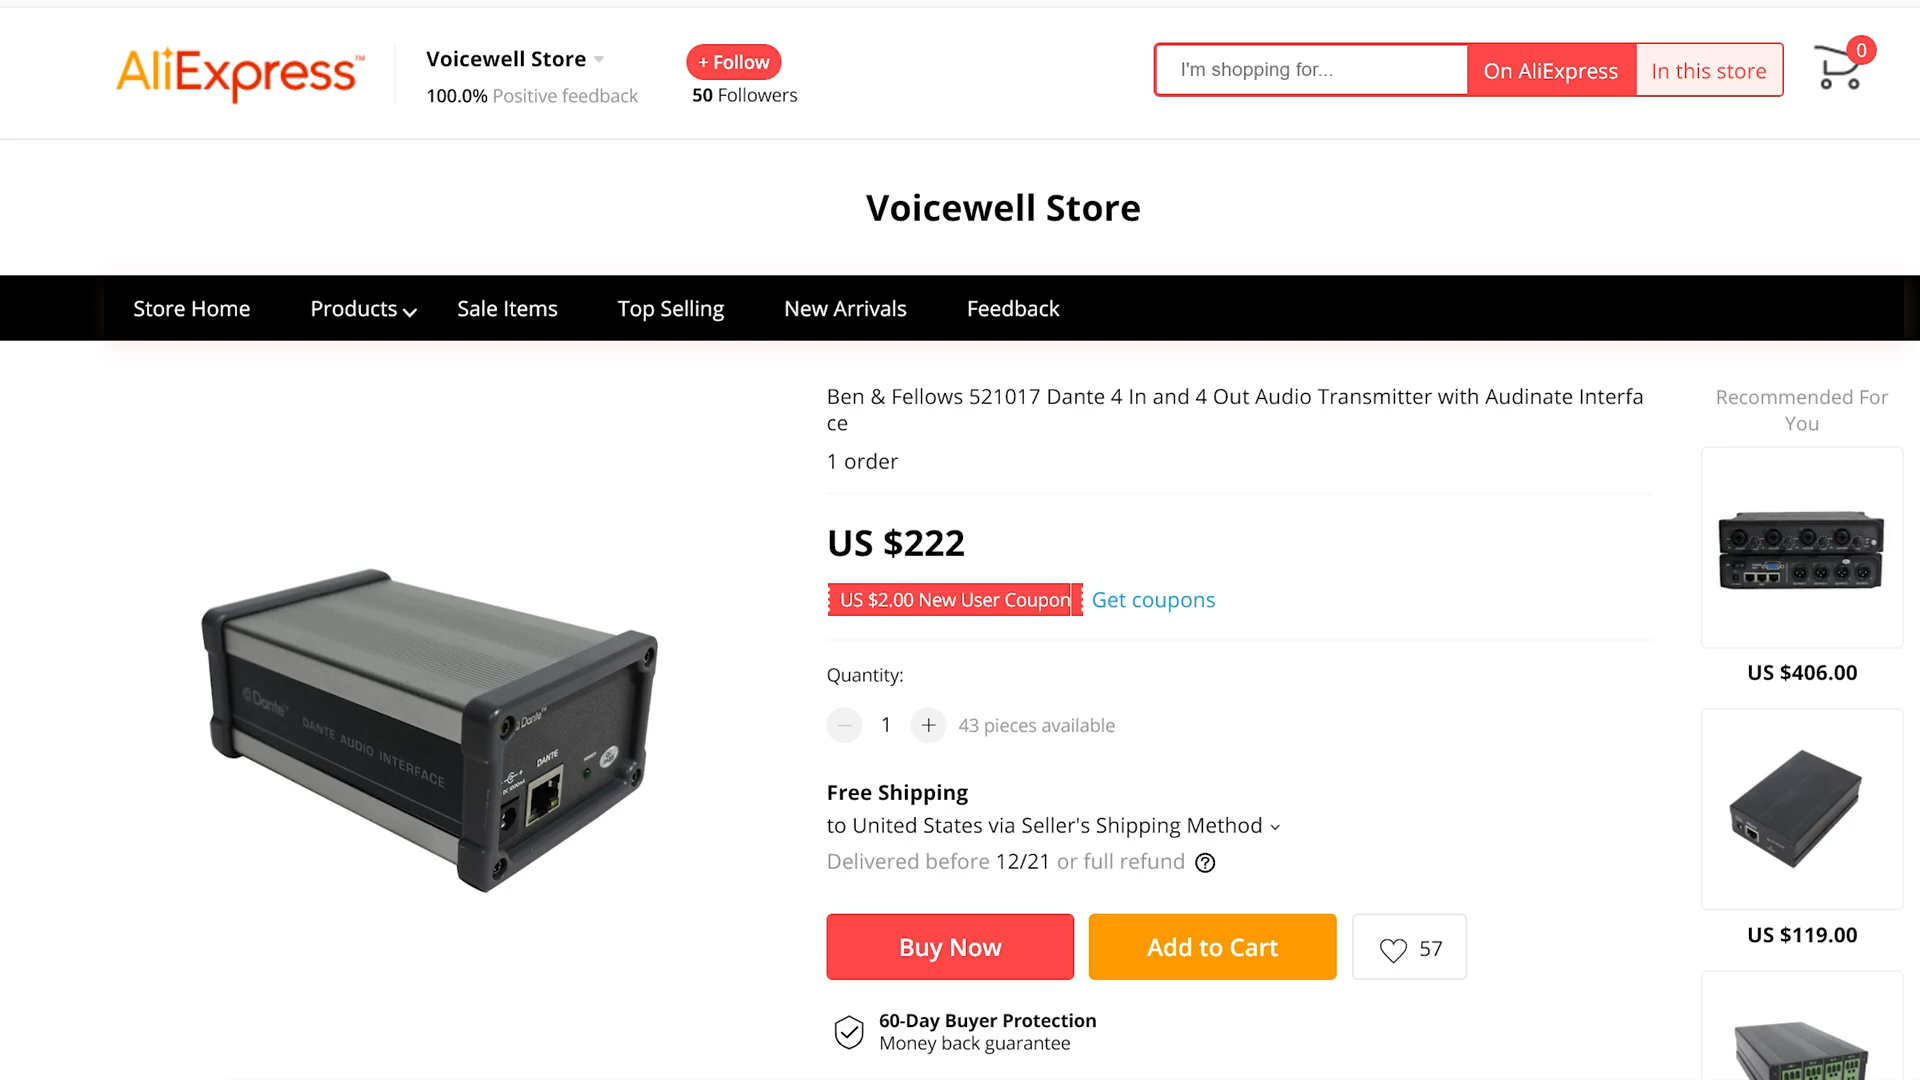 AliExpress™
Voicewell Store
100.0% Positive feedback
+ Follow
50 Followers
I'm shopping for...
On AliExpress
In this store
0
Voicewell Store
Store Home
Products
Sale Items
Top Selling
New Arrivals
Feedback
Ben & Fellows 521017 Dante 4 In and 4 Out Audio Transmitter with Audinate Interfa
ce
1 order
US $222
US $2.00 New User Coupon
Get coupons
Quantity:
1
43 pieces available
Free Shipping
to United States via Seller's Shipping Method
Delivered before 12/21 or full refund
Buy Now
Add to Cart
57
60-Day Buyer Protection
Money back guarantee
Dante™
DANTE AUDIO INTERFACE
Dante™
DANTE
POWER
Recommended For
You
US $406.00
US $119.00